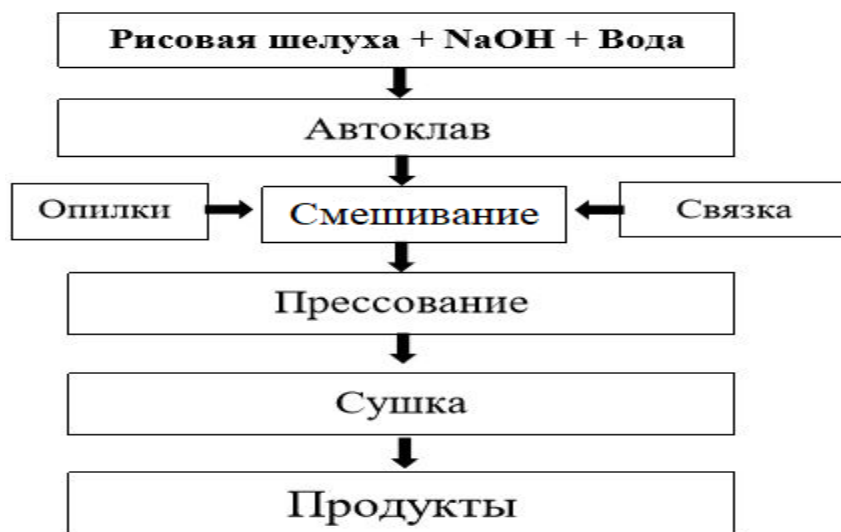 Рисовая шелуха + NaOH + Вода
Автоклав
Опилки
Смешивание
Связка
Прессование
Сушка
Продукты